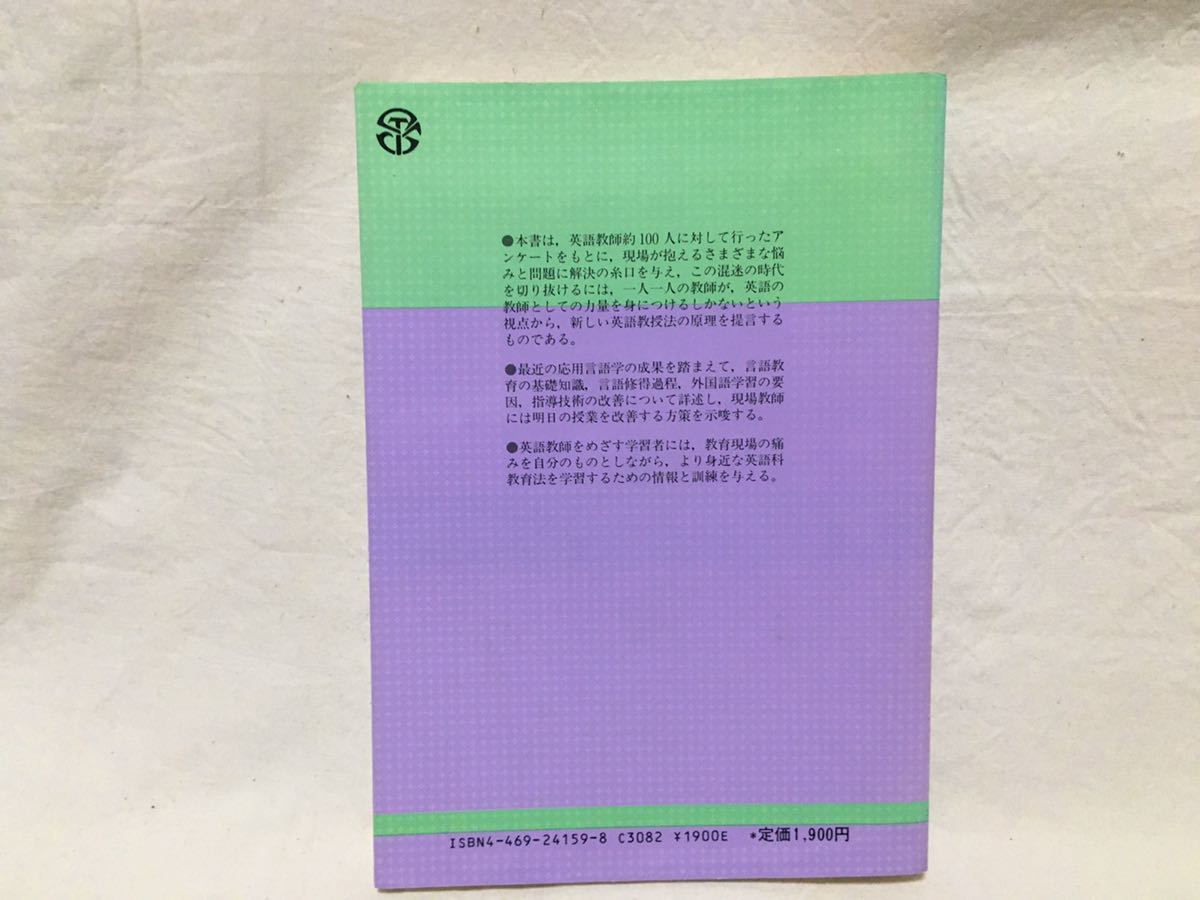 ●本書は，英語教師約100人に対して行ったア
ンケートをもとに，現場が抱えるさまざまな悩
みと問題に解決の糸口を与え，この混迷の時代
を切り抜けるには，一人一人の教師が，英語の
教師としての力量を身につけるしかないという
視点から，新しい英語教授法の原理を提言する
ものである。
●最近の応用言語学の成果を踏まえて，言語教
育の基礎知識，言語修得過程，外国語学習の要
因，指導技術の改善について詳述し，現場教師
には明日の授業を改善する方策を示唆する。
●英語教師をめざす学習者には，教育現場の痛
みを自分のものとしながら，より身近な英語科
教育法を学習するための情報と訓練を与える。
ISBN4-469-24159-8 C3082 ¥1900E *定価1,900円